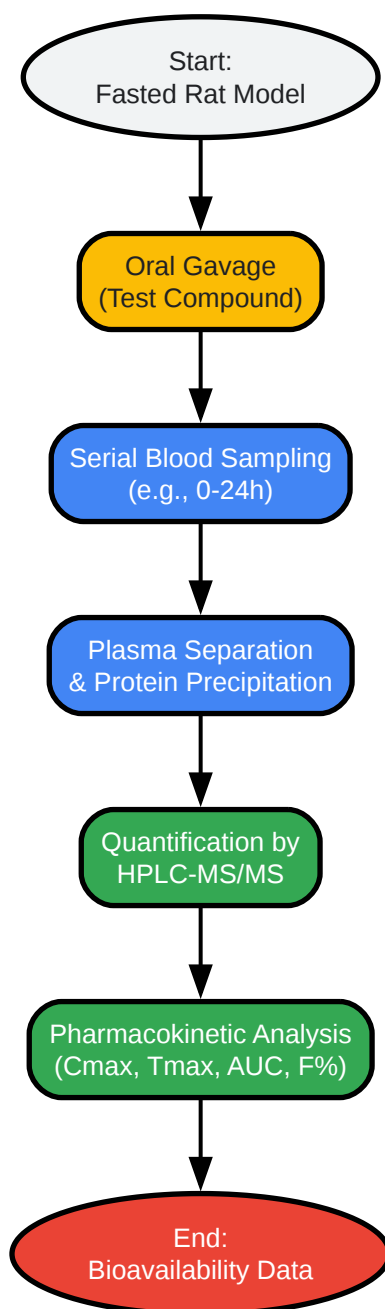 Start:
Fasted Rat Model
Oral Gavage
(Test Compound)
Serial Blood Sampling
(e.g., 0-24h)
Plasma Separation
& Protein Precipitation
Quantification by
HPLC-MS/MS
Pharmacokinetic Analysis
(Cmax, Tmax, AUC, F%)
End:
Bioavailability Data